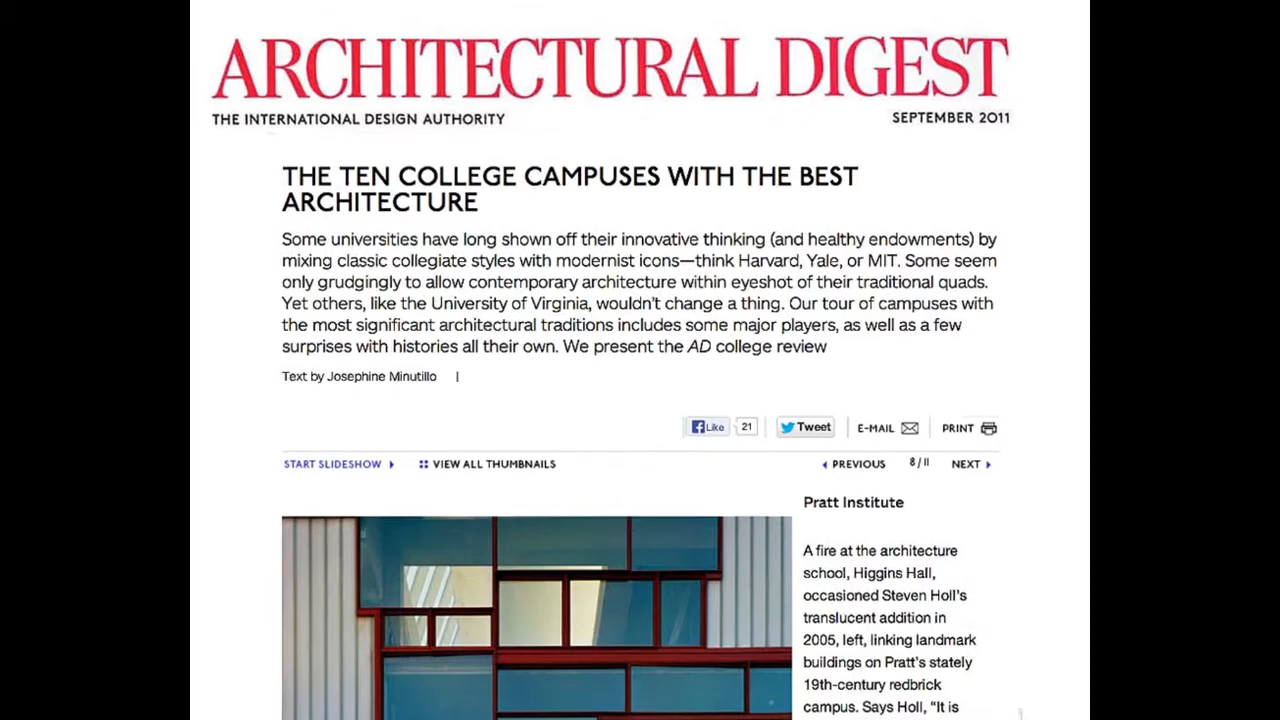 ARCHITECTURAL DIGEST
THE INTERNATIONAL DESIGN AUTHORITY
SEPTEMBER 2011
THE TEN COLLEGE CAMPUSES WITH THE BEST
ARCHITECTURE
Some universities have long shown off their innovative thinking (and healthy endowments) by
mixing classic collegiate styles with modernist icons—think Harvard, Yale, or MIT. Some seem
only grudgingly to allow contemporary architecture within eyeshot of their traditional quads.
Yet others, like the University of Virginia, wouldn't change a thing. Our tour of campuses with
the most significant architectural traditions includes some major players, as well as a few
surprises with histories all their own. We present the AD college review
Text by Josephine Minutillo |
Like 21 Tweet E-MAIL PRINT
START SLIDESHOW VIEW ALL THUMBNAILS PREVIOUS 8/11 NEXT
Pratt Institute
A fire at the architecture
school, Higgins Hall,
occasioned Steven Holl's
translucent addition in
2005, left, linking landmark
buildings on Pratt's stately
19th-century redbrick
campus. Says Holl, "It is